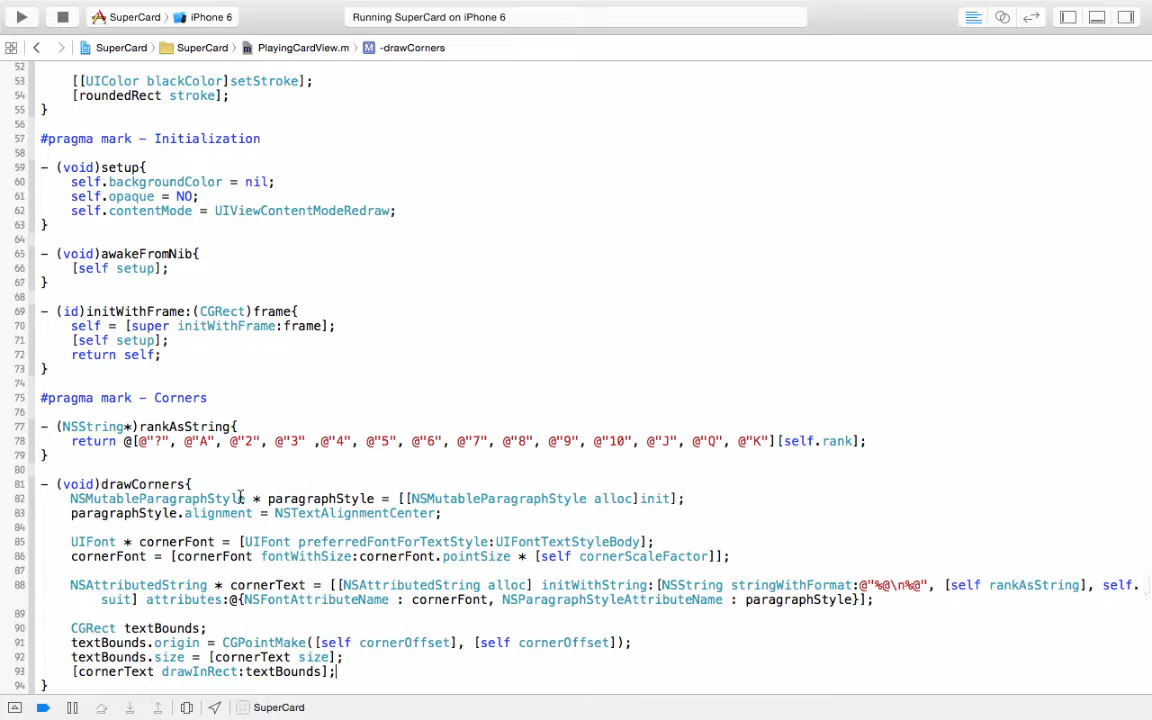 SuperCard > iPhone 6
Running SuperCard on iPhone 6
SuperCard > SuperCard > PlayingCardView.m > M -drawCorners
52
53 [[UIColor blackColor]setStroke];
54 [roundedRect stroke];
55 }
56
57 #pragma mark - Initialization
58
59 - (void)setup{
60 self.backgroundColor = nil;
61 self.opaque = NO;
62 self.contentMode = UIViewContentModeRedraw;
63 }
64
65 - (void)awakeFromNib{
66 [self setup];
67 }
68
69 - (id)initWithFrame:(CGRect)frame{
70 self = [super initWithFrame:frame];
71 [self setup];
72 return self;
73 }
74
75 #pragma mark - Corners
76
77 - (NSString*)rankAsString{
78 return @[@"?", @"A", @"2", @"3" ,@"4", @"5", @"6", @"7", @"8", @"9", @"10", @"J", @"Q", @"K"][self.rank];
79 }
80
81 - (void)drawCorners{
82 NSMutableParagraphStyle * paragraphStyle = [[NSMutableParagraphStyle alloc]init];
83 paragraphStyle.alignment = NSTextAlignmentCenter;
84
85 UIFont * cornerFont = [UIFont preferredFontForTextStyle:UIFontTextStyleBody];
86 cornerFont = [cornerFont fontWithSize:cornerFont.pointSize * [self cornerScaleFactor]];
87
88 NSAttributedString * cornerText = [[NSAttributedString alloc] initWithString:[NSString stringWithFormat:@"%@\n%@", [self rankAsString], self.
suit] attributes:@{NSFontAttributeName : cornerFont, NSParagraphStyleAttributeName : paragraphStyle}];
89
90 CGRect textBounds;
91 textBounds.origin = CGPointMake([self cornerOffset], [self cornerOffset]);
92 textBounds.size = [cornerText size];
93 [cornerText drawInRect:textBounds];
94 }
SuperCard